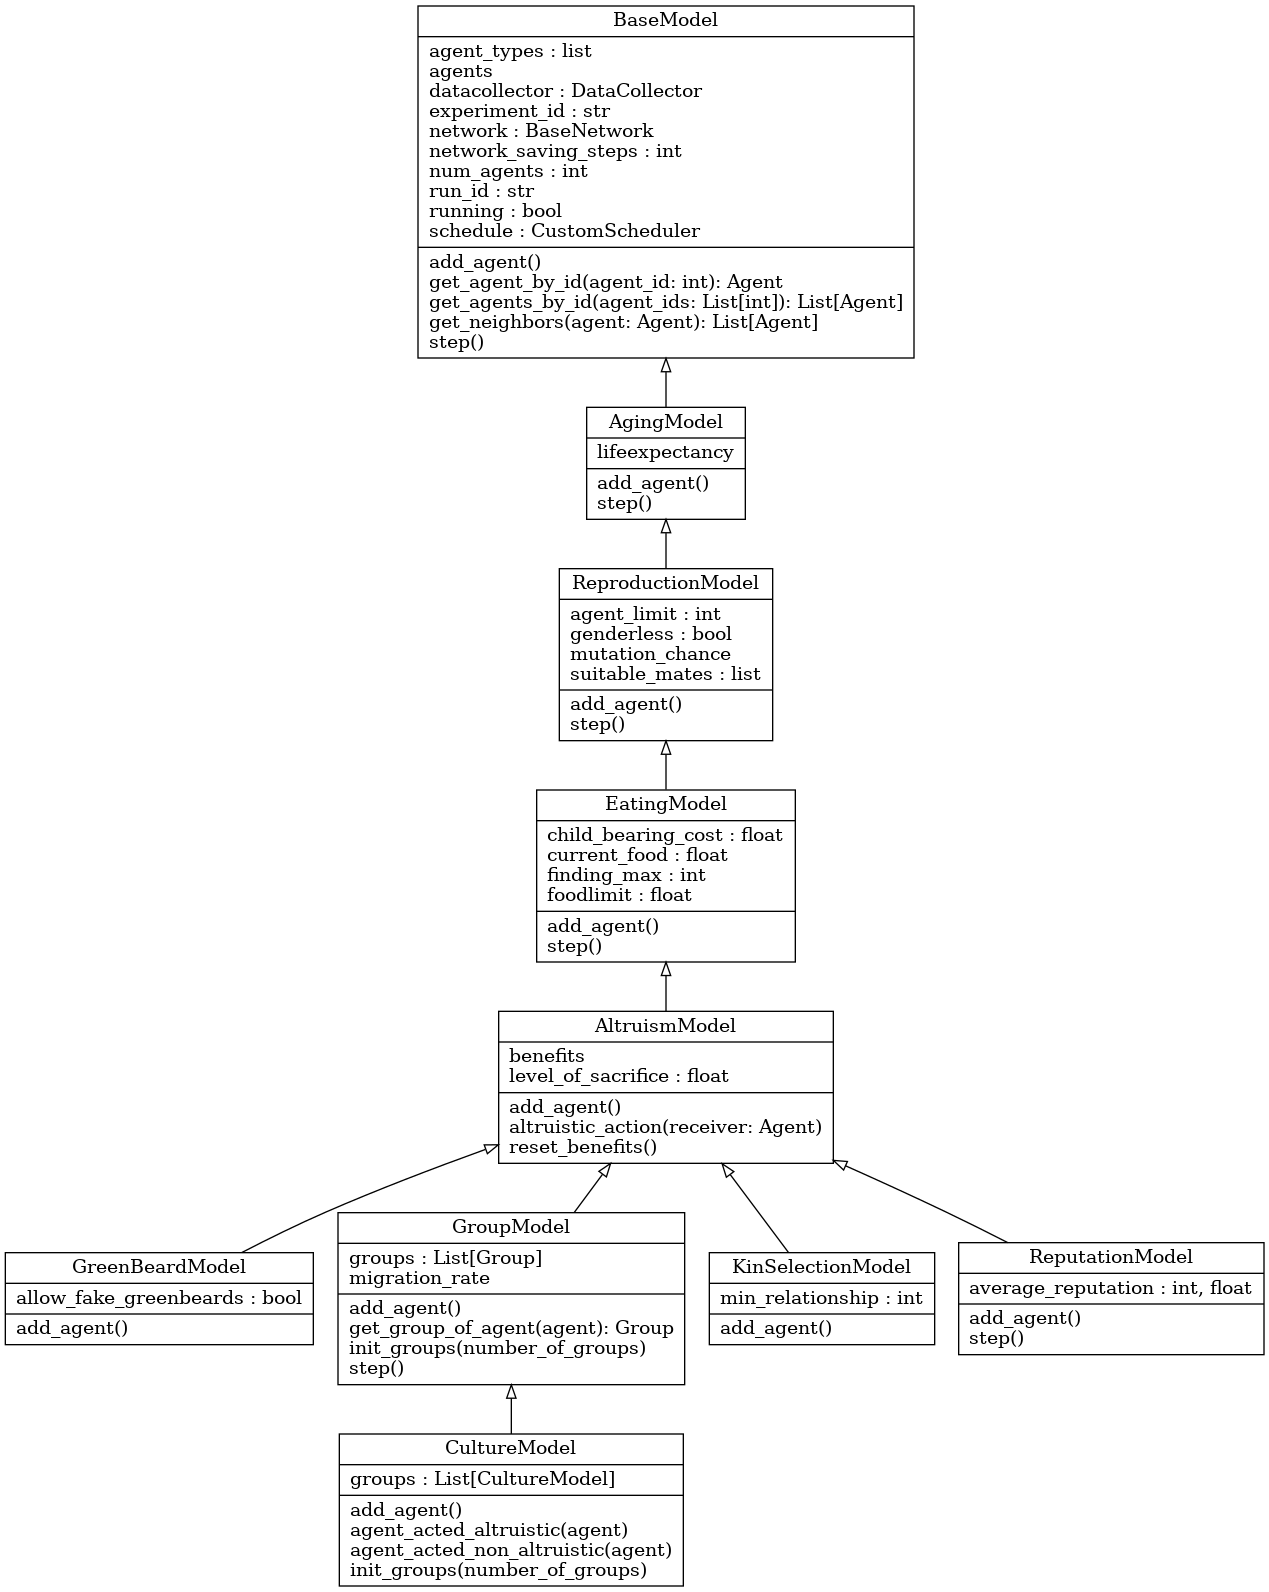 BaseModel
agent_types : list
agents
datacollector : DataCollector
experiment_id : str
network : BaseNetwork
network_saving_steps : int
num_agents : int
run_id : str
running : bool
schedule : CustomScheduler
add_agent()
get_agent_by_id(agent_id: int): Agent
get_agents_by_id(agent_ids: List[int]): List[Agent]
get_neighbors(agent: Agent): List[Agent]
step()
AgingModel
lifeexpectancy
add_agent()
step()
ReproductionModel
agent_limit : int
genderless : bool
mutation_chance
suitable_mates : list
add_agent()
step()
EatingModel
child_bearing_cost : float
current_food : float
finding_max : int
foodlimit : float
add_agent()
step()
AltruismModel
benefits
level_of_sacrifice : float
add_agent()
altruistic_action(receiver: Agent)
reset_benefits()
GreenBeardModel
allow_fake_greenbeards : bool
add_agent()
GroupModel
groups : List[Group]
migration_rate
add_agent()
get_group_of_agent(agent): Group
init_groups(number_of_groups)
step()
KinSelectionModel
min_relationship : int
add_agent()
ReputationModel
average_reputation : int, float
add_agent()
step()
CultureModel
groups : List[CultureModel]
add_agent()
agent_acted_altruistic(agent)
agent_acted_non_altruistic(agent)
init_groups(number_of_groups)